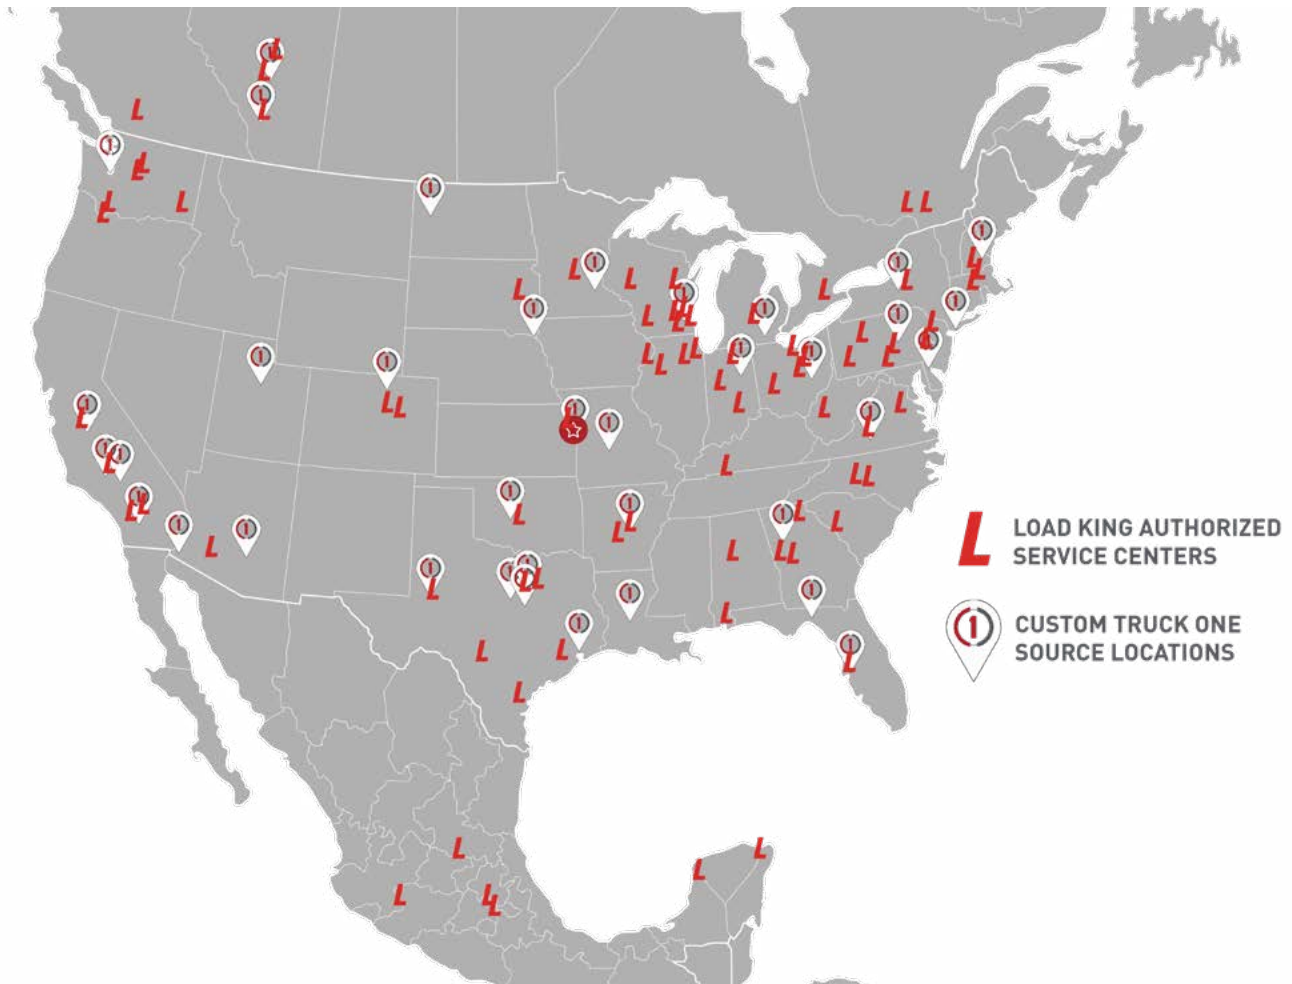 LOAD KING AUTHORIZED
SERVICE CENTERS
CUSTOM TRUCK ONE
SOURCE LOCATIONS